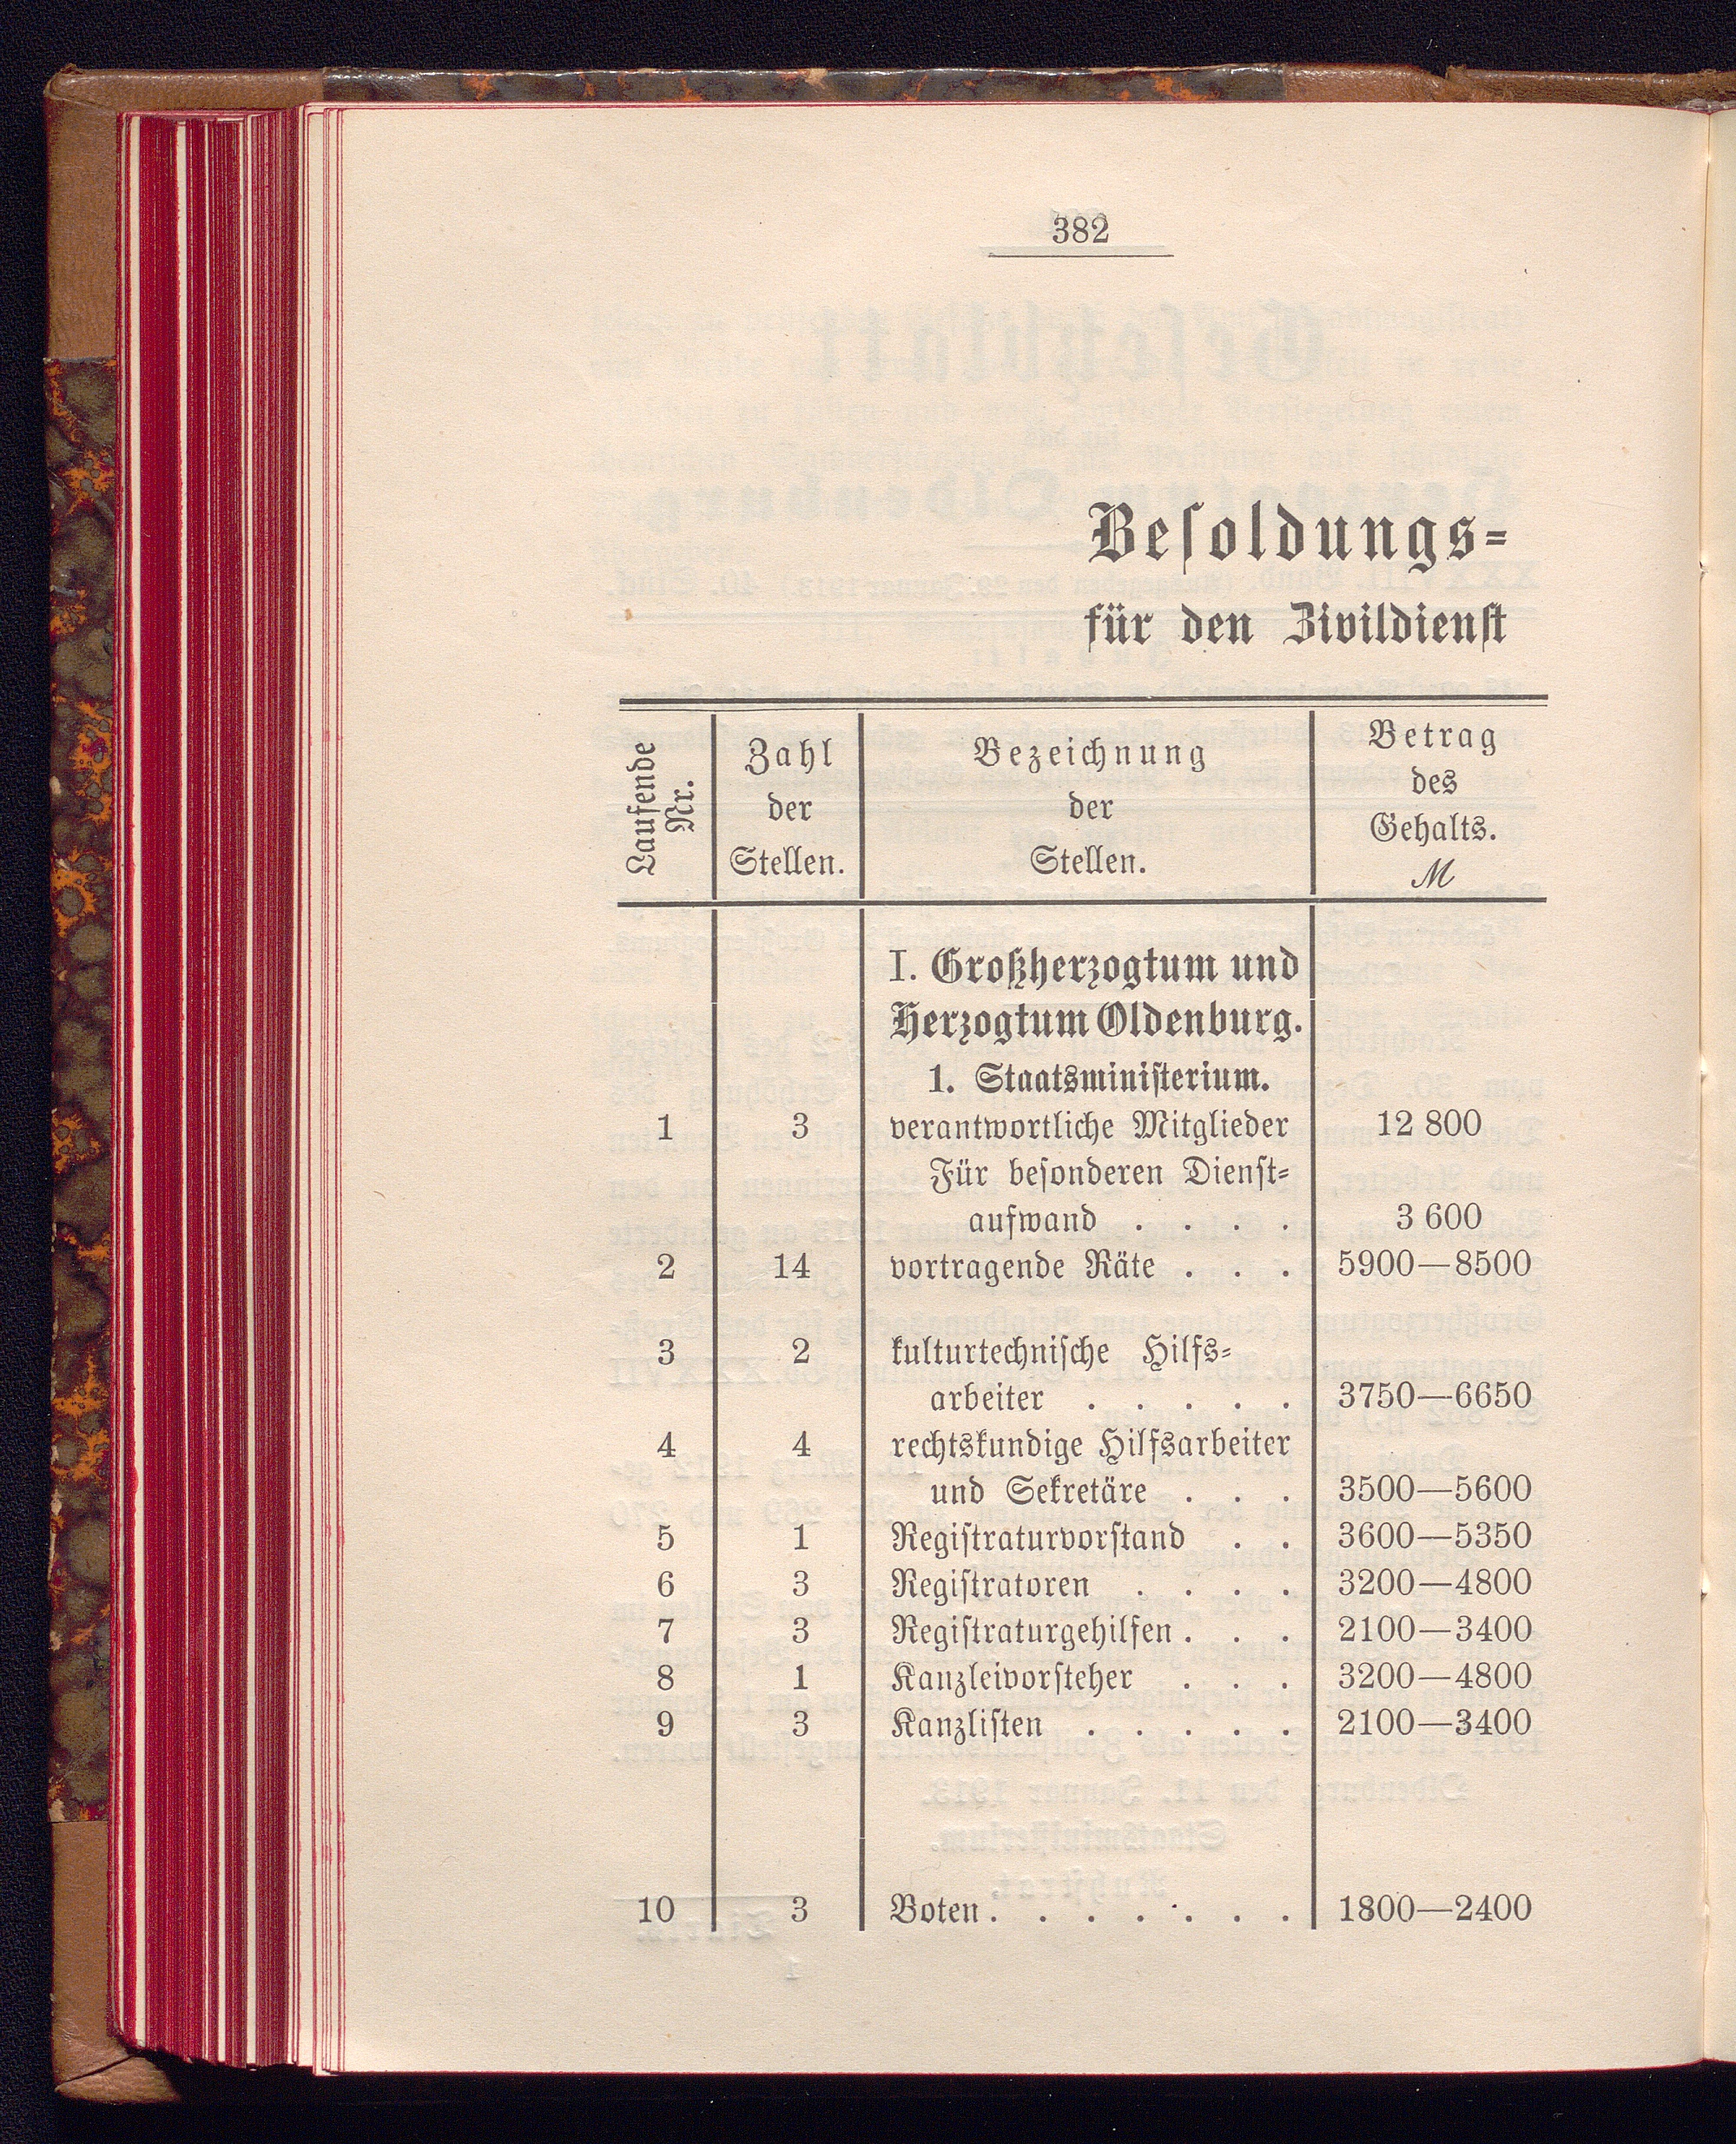 382
Besoldungs-
für den Zivildienst
Laufende Nr.
Zahl der Stellen.
Bezeichnung der Stellen.
Betrag des Gehalts. ℳ
I. Großherzogtum und
Herzogtum Oldenburg.
1. Staatsministerium.
1 3 verantwortliche Mitglieder 12 800
Für besonderen Dienst-
aufwand . . . . 3 600
2 14 vortragende Räte . . . 5900—8500
3 2 kulturtechnische Hilfs-
arbeiter . . . . . 3750—6650
4 4 rechtskundige Hilfsarbeiter
und Sekretäre . . . 3500—5600
5 1 Registraturvorstand . . 3600—5350
6 3 Registratoren . . . . 3200—4800
7 3 Registraturgehilfen . . . 2100—3400
8 1 Kanzleivorsteher . . . 3200—4800
9 3 Kanzlisten . . . . . 2100—3400
10 3 Boten . . . . . . . 1800—2400